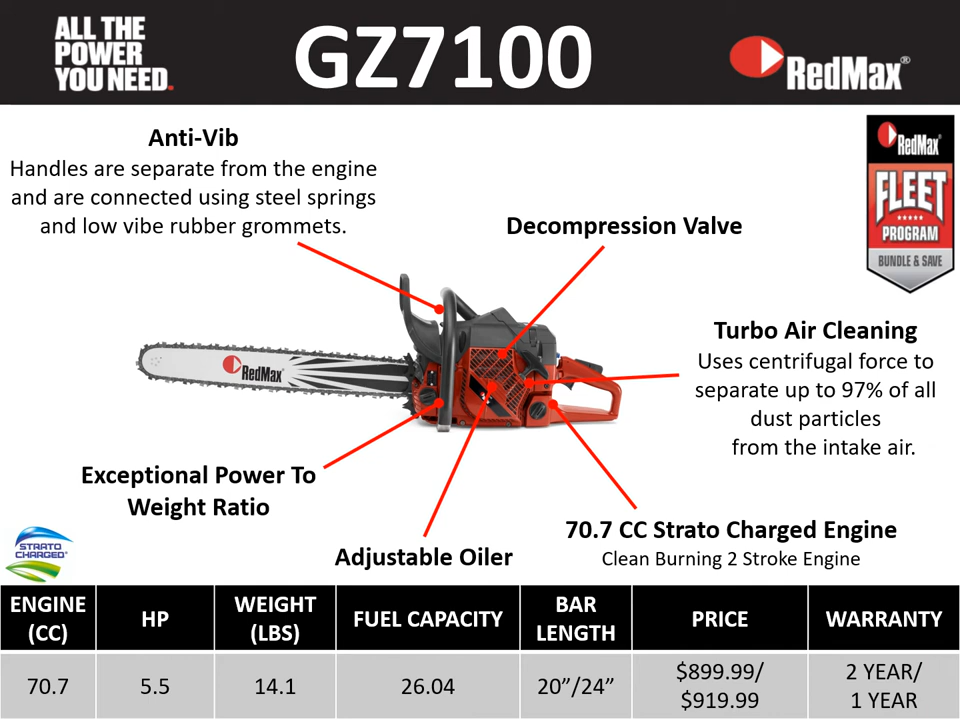 ALL THE
POWER
YOU NEED.
GZ7100
RedMax®
Anti-Vib
Handles are separate from the engine
and are connected using steel springs
and low vibe rubber grommets.
Decompression Valve
RedMax®
FLEET
PROGRAM
BUNDLE & SAVE
Turbo Air Cleaning
Uses centrifugal force to
separate up to 97% of all
dust particles
from the intake air.
RedMax
Exceptional Power To
Weight Ratio
Adjustable Oiler
70.7 CC Strato Charged Engine
Clean Burning 2 Stroke Engine
STRATO
CHARGED®
ENGINE
(CC)
HP
WEIGHT
(LBS)
FUEL CAPACITY
BAR
LENGTH
PRICE
WARRANTY
70.7
5.5
14.1
26.04
20”/24”
$899.99/
$919.99
2 YEAR/
1 YEAR